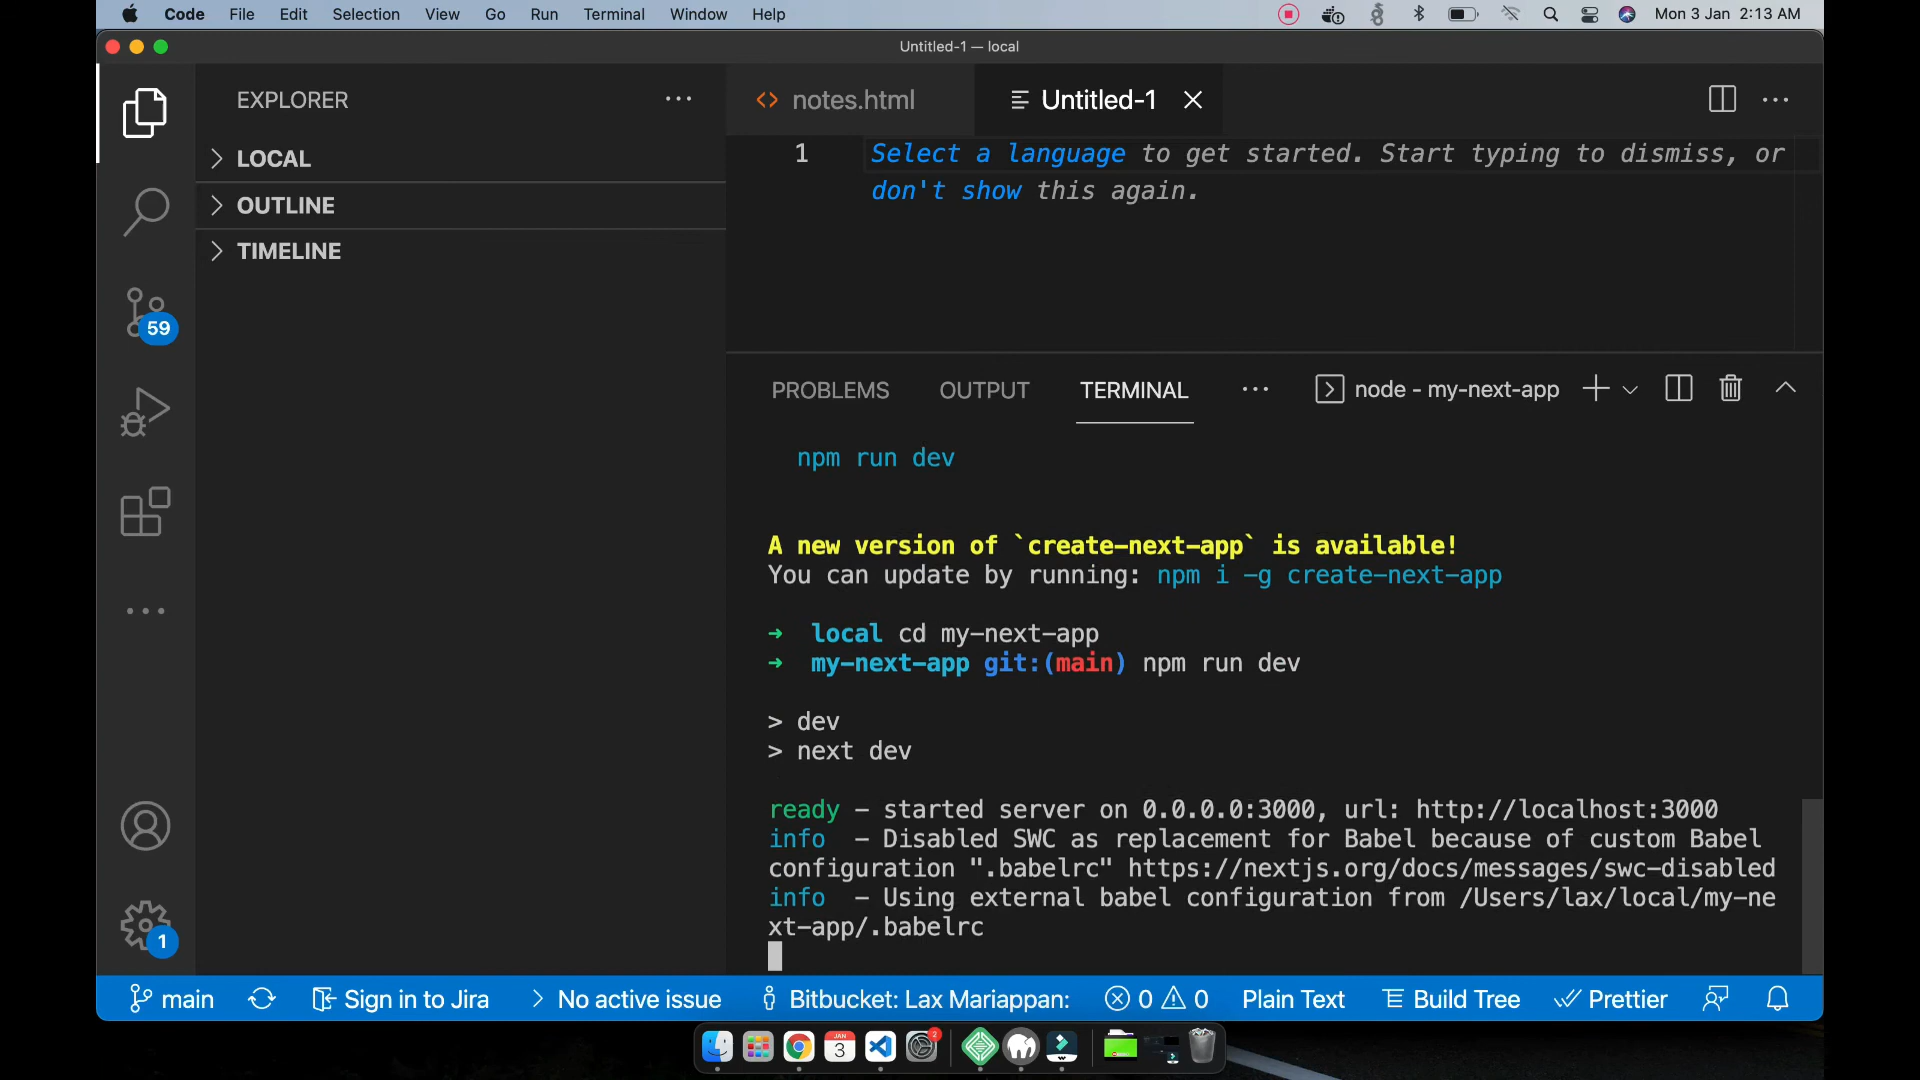 Code File Edit Selection View Go Run Terminal Window Help
Mon 3 Jan 2:13 AM
Untitled-1 — local
EXPLORER
LOCAL
OUTLINE
TIMELINE
59
1
notes.html
Untitled-1
1 Select a language to get started. Start typing to dismiss, or
don't show this again.
PROBLEMS OUTPUT TERMINAL
node - my-next-app
npm run dev
A new version of `create-next-app` is available!
You can update by running: npm i -g create-next-app
➜ local cd my-next-app
➜ my-next-app git:(main) npm run dev
> dev
> next dev
ready - started server on 0.0.0.0:3000, url: http://localhost:3000
info - Disabled SWC as replacement for Babel because of custom Babel
configuration ".babelrc" https://nextjs.org/docs/messages/swc-disabled
info - Using external babel configuration from /Users/lax/local/my-ne
xt-app/.babelrc
main Sign in to Jira No active issue Bitbucket: Lax Mariappan: 0 0 Plain Text Build Tree Prettier
JAN
3
2